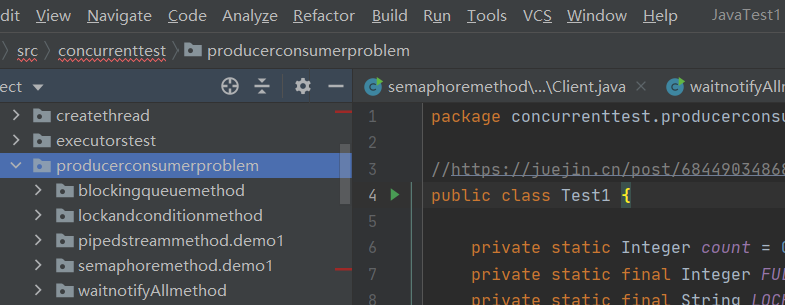 dit View Navigate Code Analyze Refactor Build Run Tools VCS Window Help JavaTest1
src concurrenttest producerconsumerproblem
ect
semaphoremethod\...\Client.java
waitnotifyAll
createthread
executorstest
producerconsumerproblem
blockingqueuemethod
lockandconditionmethod
pipedstreammethod.demo1
semaphoremethod.demo1
waitnotifyAllmethod
1 package concurrenttest.producerconsu
2
3 //https://juejin.cn/post/68449034868
4 public class Test1 {
5
6 private static Integer count =
7 private static final Integer FUL
8 private static final String LOCK